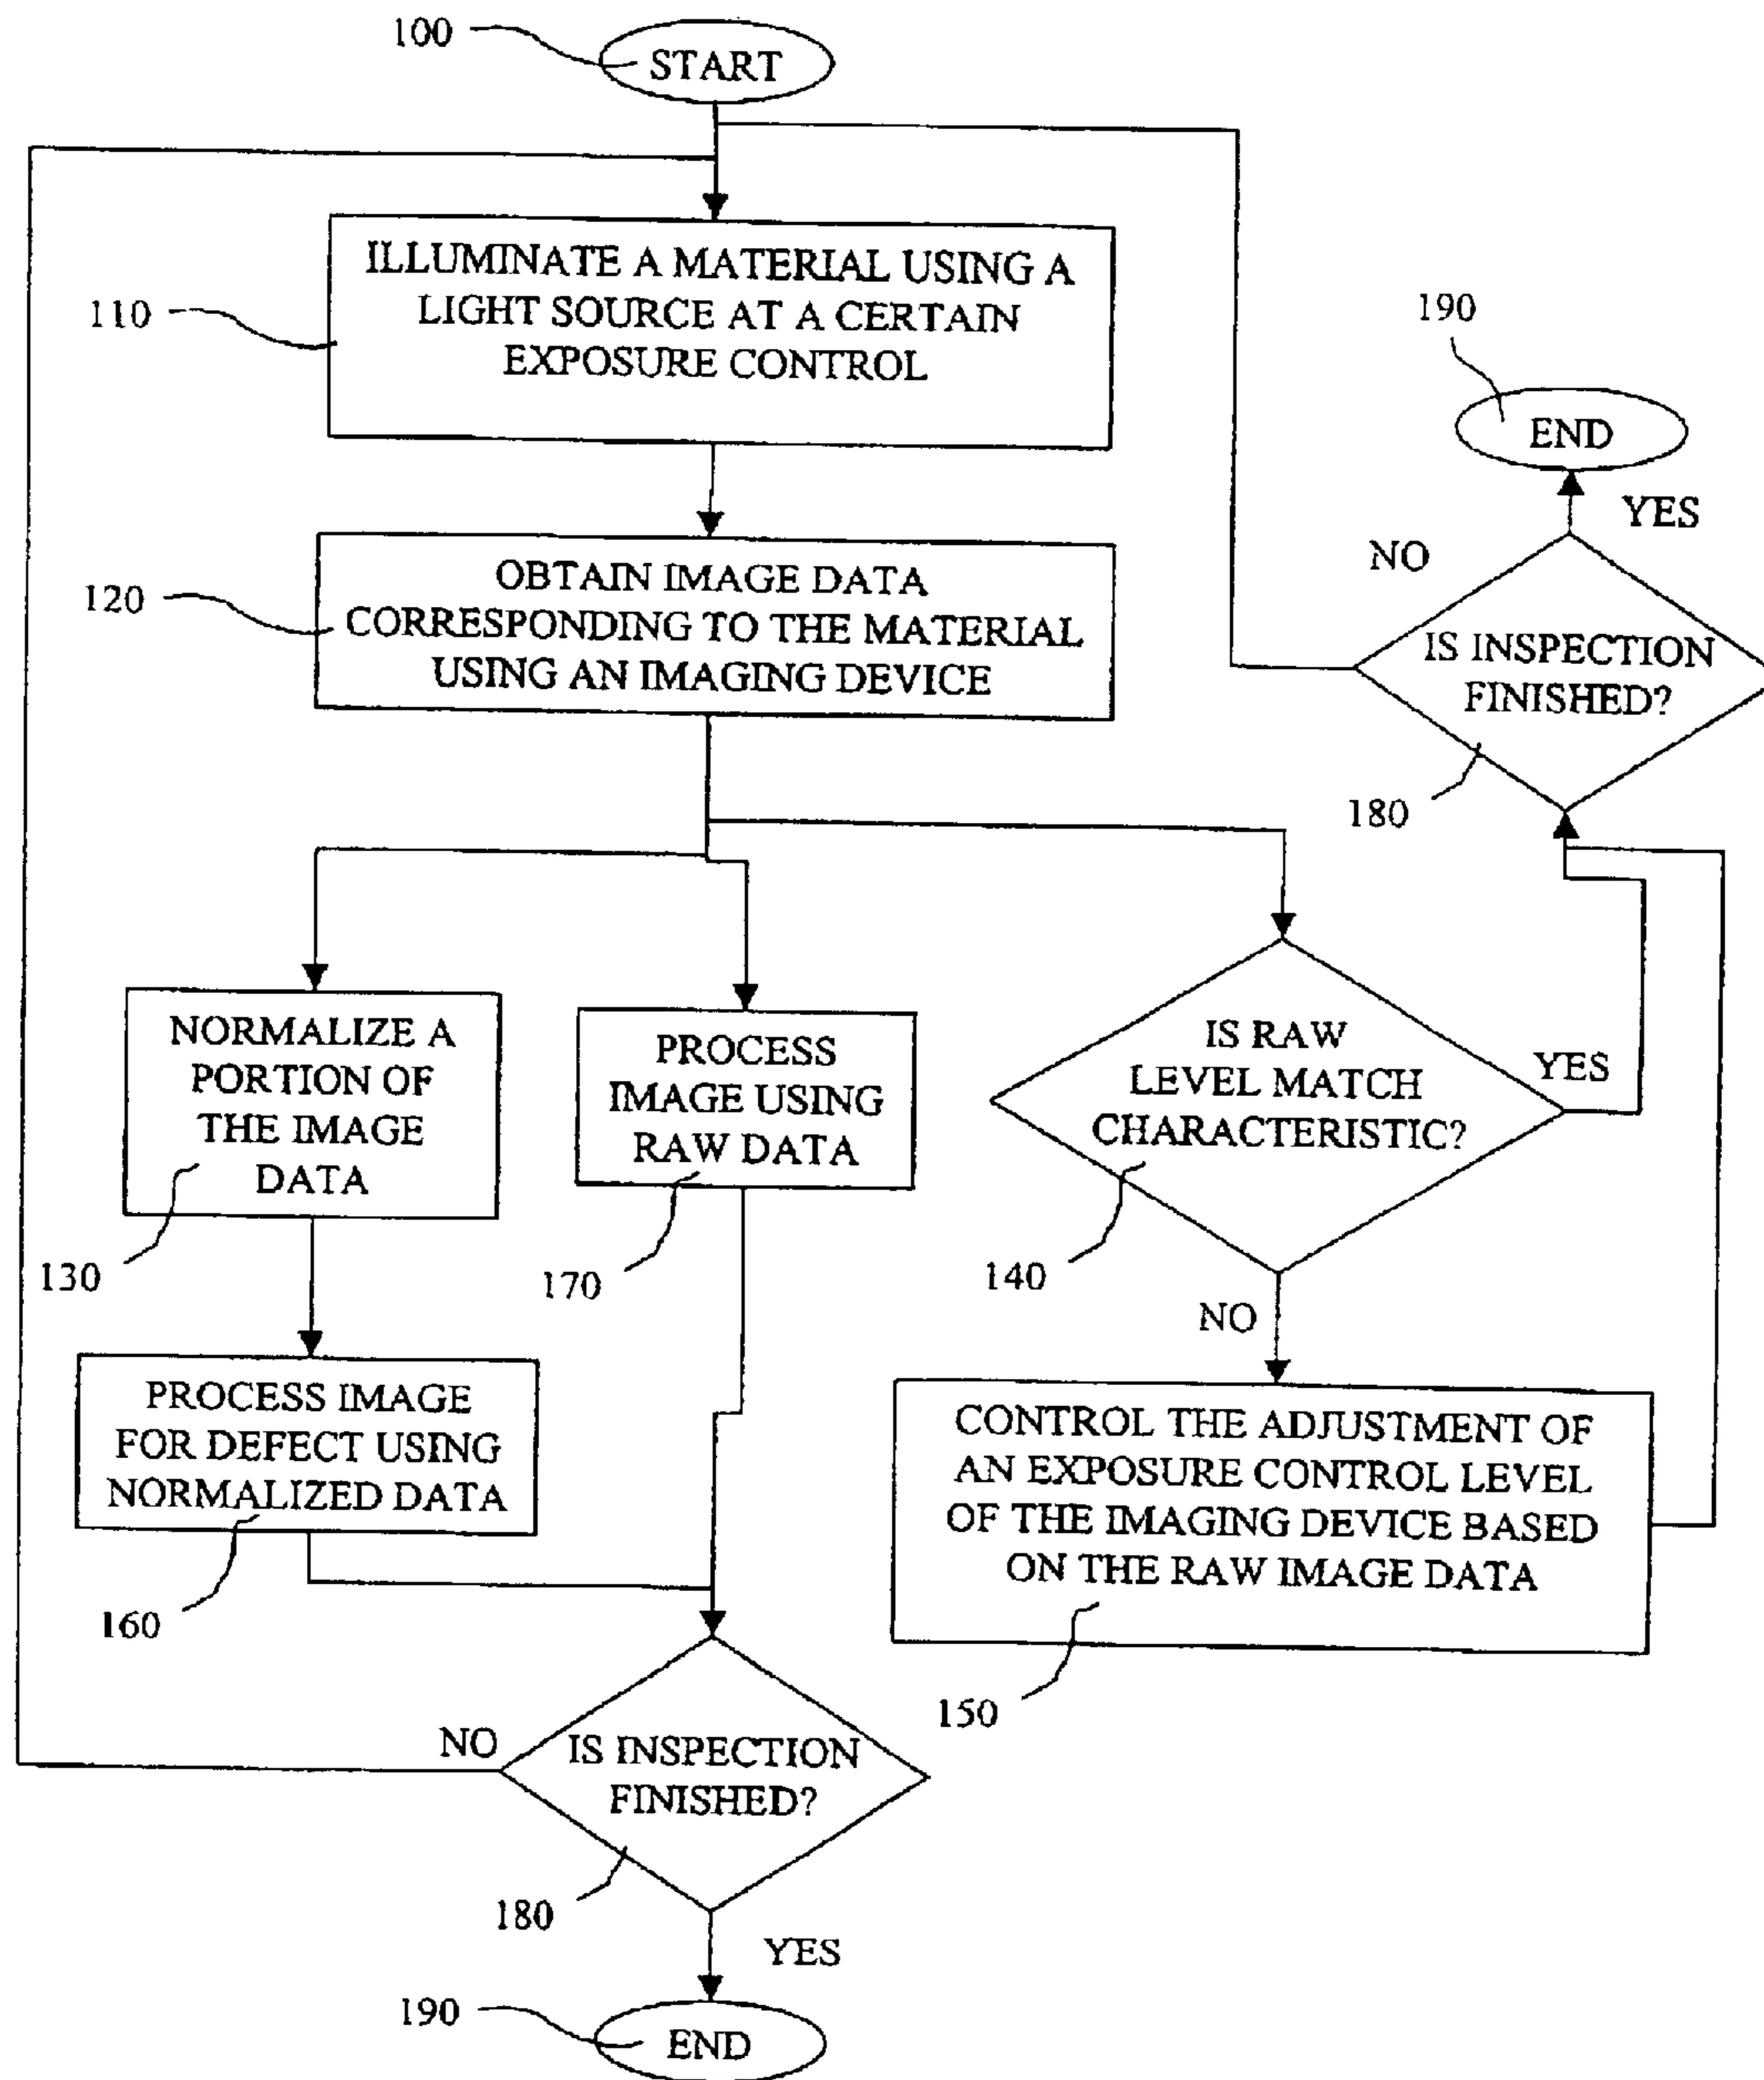 100
START
ILLUMINATE A MATERIAL USING A
LIGHT SOURCE AT A CERTAIN
EXPOSURE CONTROL
110
190
END
YES
NO
OBTAIN IMAGE DATA
CORRESPONDING TO THE MATERIAL
USING AN IMAGING DEVICE
120
IS INSPECTION
FINISHED?
180
NORMALIZE A
PORTION OF
THE IMAGE
DATA
130
PROCESS
IMAGE USING
RAW DATA
170
IS RAW
LEVEL MATCH
CHARACTERISTIC?
YES
140
NO
PROCESS IMAGE
FOR DEFECT USING
NORMALIZED DATA
160
CONTROL THE ADJUSTMENT OF
AN EXPOSURE CONTROL LEVEL
OF THE IMAGING DEVICE BASED
ON THE RAW IMAGE DATA
150
NO
IS INSPECTION
FINISHED?
180
YES
190
END